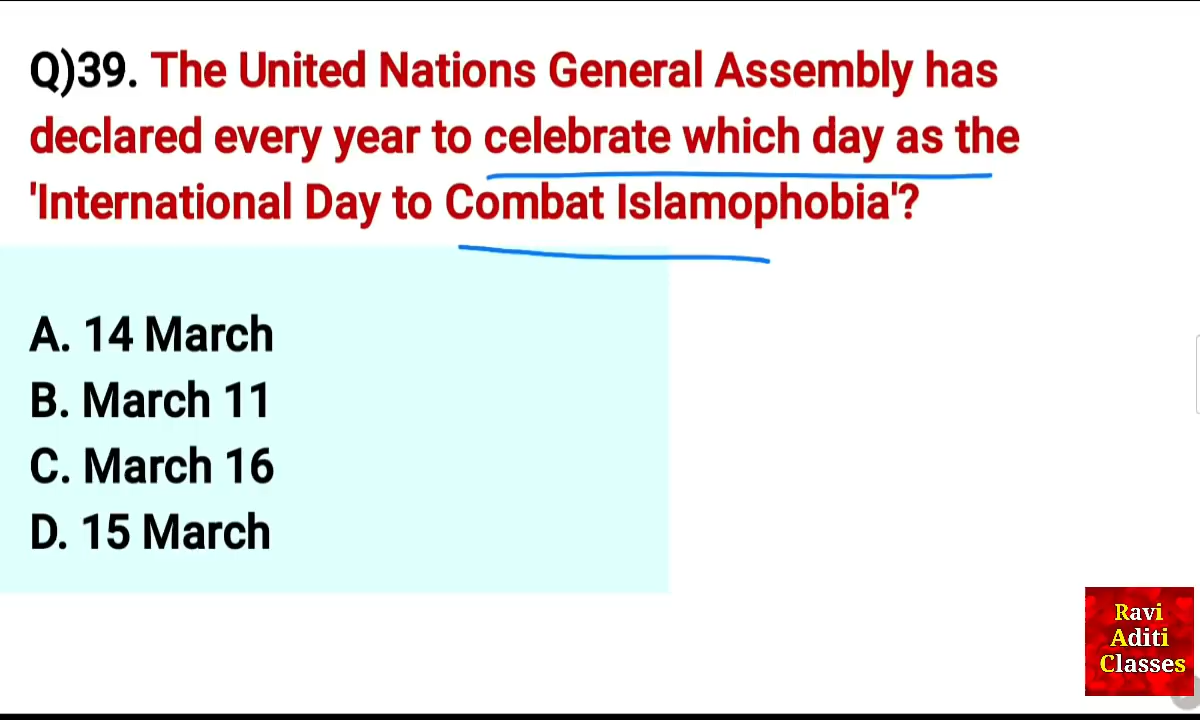 Q)39. The United Nations General Assembly has
declared every year to celebrate which day as the
'International Day to Combat Islamophobia'?
A. 14 March
B. March 11
C. March 16
D. 15 March
Ravi
Aditi
Classes